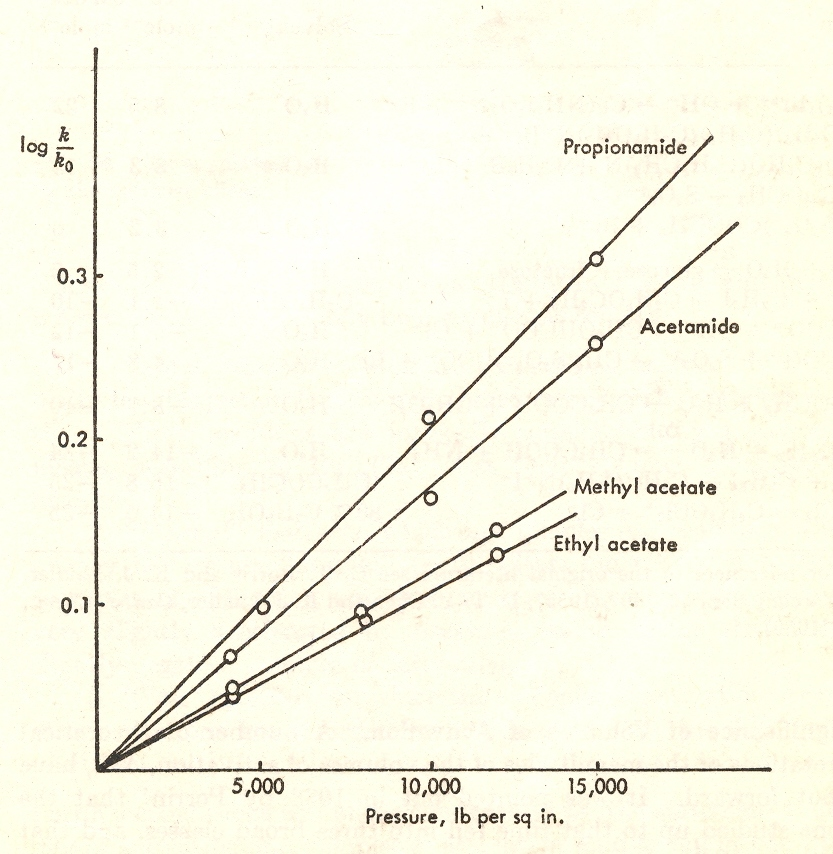 Propionamide
log k/k₀
0.3
Acetamide
0.2
Methyl acetate
Ethyl acetate
0.1
5,000 10,000 15,000
Pressure, lb per sq in.